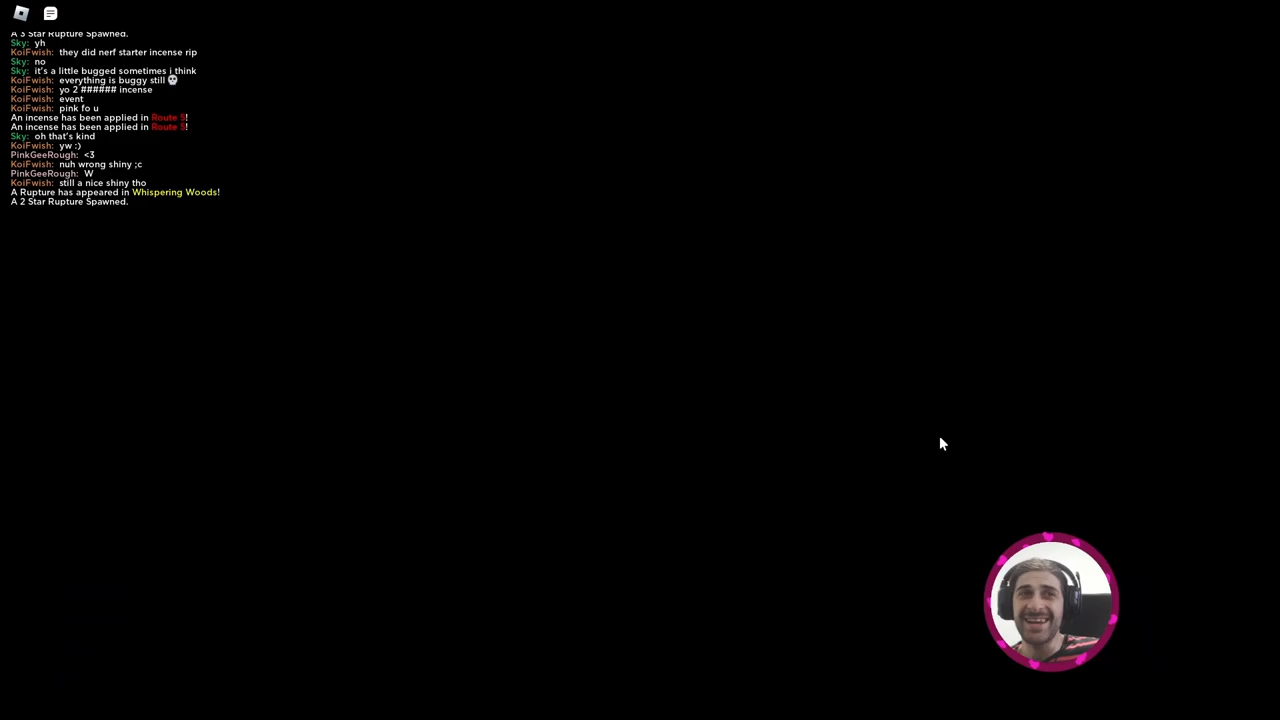 A 3 Star Rupture Spawned.
Sky: yh
KoiFwish: they did nerf starter incense rip
Sky: no
Sky: it's a little bugged sometimes i think
KoiFwish: everything is buggy still 💀
KoiFwish: yo 2 ###### incense
KoiFwish: event
KoiFwish: pink fo u
An incense has been applied in Route 5!
An incense has been applied in Route 5!
Sky: oh that's kind
KoiFwish: yw :)
PinkGeeRough: <3
KoiFwish: nuh wrong shiny ;c
PinkGeeRough: W
KoiFwish: still a nice shiny tho
A Rupture has appeared in Whispering Woods!
A 2 Star Rupture Spawned.